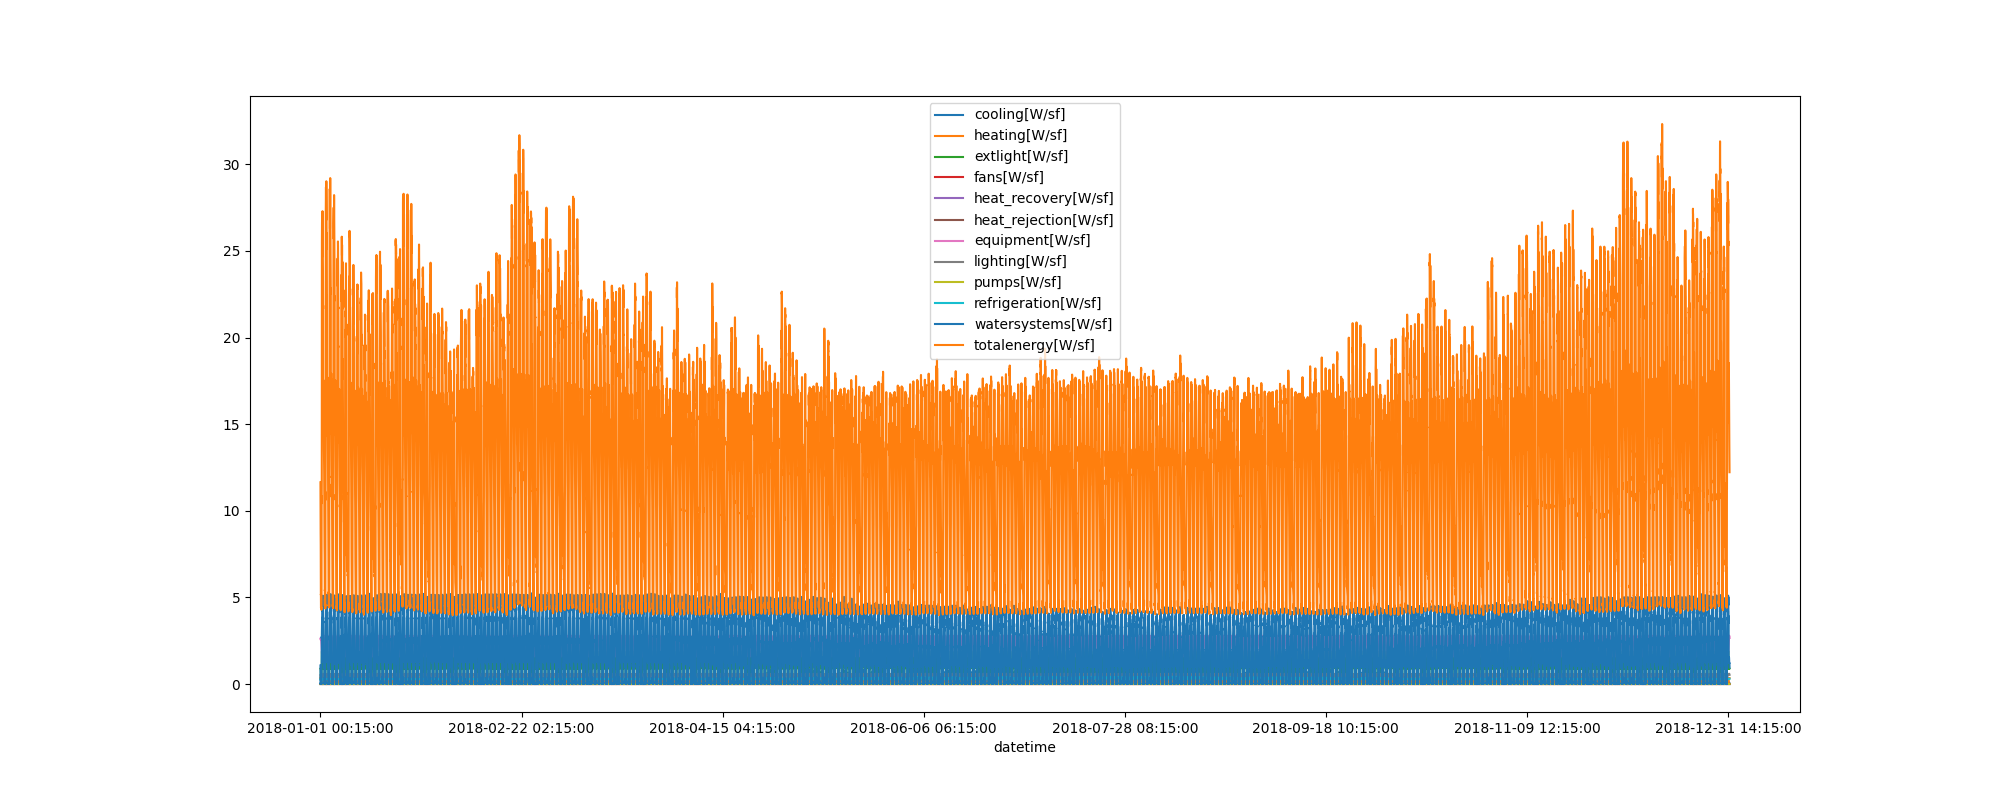 cooling[W/sf]
heating[W/sf]
extlight[W/sf]
fans[W/sf]
heat_recovery[W/sf]
heat_rejection[W/sf]
equipment[W/sf]
lighting[W/sf]
pumps[W/sf]
refrigeration[W/sf]
watersystems[W/sf]
totalenergy[W/sf]
30
25
20
15
10
5
0
2018-01-01 00:15:00 2018-02-22 02:15:00 2018-04-15 04:15:00 2018-06-06 06:15:00 2018-07-28 08:15:00 2018-09-18 10:15:00 2018-11-09 12:15:00 2018-12-31 14:15:00
datetime